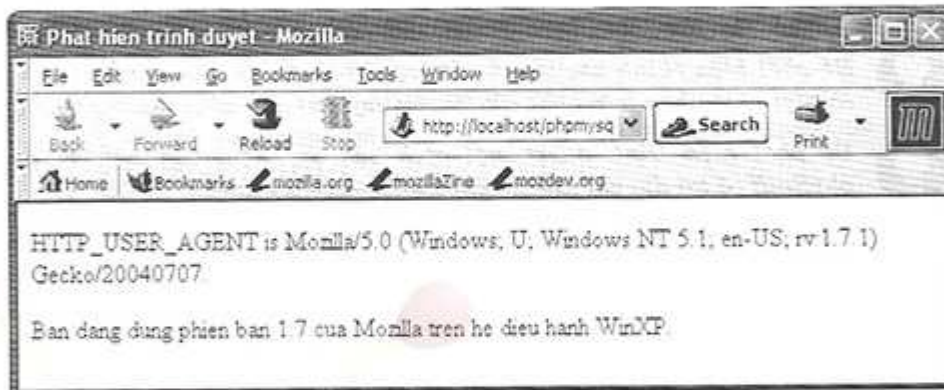 Phat hien trinh duyet - Mozilla
File Edit View Go Bookmarks Tools Window Help
Back Forward Reload Stop http://localhost/phpmysq Search Print
Home Bookmarks mozilla.org mozillaZine mozdev.org
HTTP_USER_AGENT is Mozilla/5.0 (Windows; U; Windows NT 5.1; en-US; rv:1.7.1)
Gecko/20040707.
Ban dang dung phien ban 1.7 cua Mozilla tren he dieu hanh WinXP.